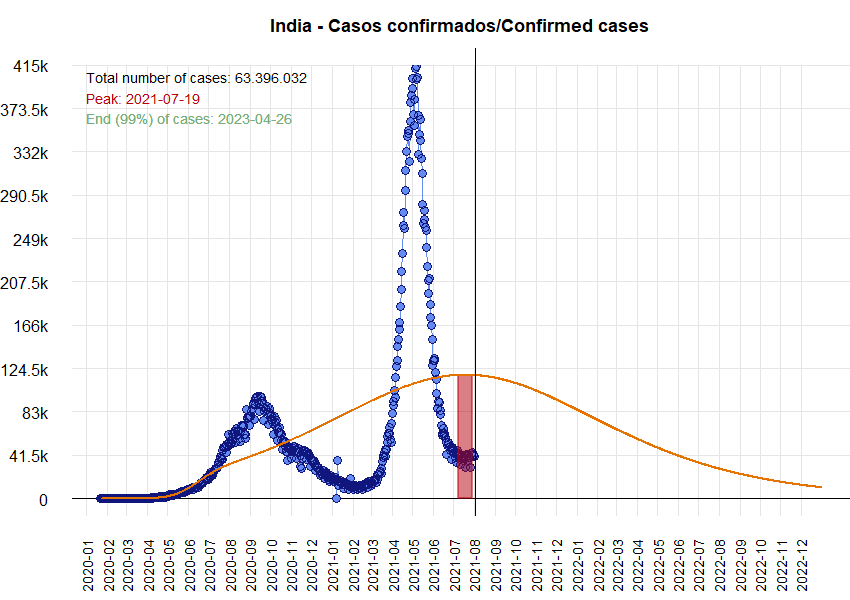 India - Casos confirmados/Confirmed cases
415k
373.5k
332k
290.5k
249k
207.5k
166k
124.5k
83k
41.5k
0
Total number of cases: 63.396.032
Peak: 2021-07-19
End (99%) of cases: 2023-04-26
2020-01
2020-02
2020-03
2020-04
2020-05
2020-06
2020-07
2020-08
2020-09
2020-10
2020-11
2020-12
2021-01
2021-02
2021-03
2021-04
2021-05
2021-06
2021-07
2021-08
2021-09
2021-10
2021-11
2021-12
2022-01
2022-02
2022-03
2022-04
2022-05
2022-06
2022-07
2022-08
2022-09
2022-10
2022-11
2022-12